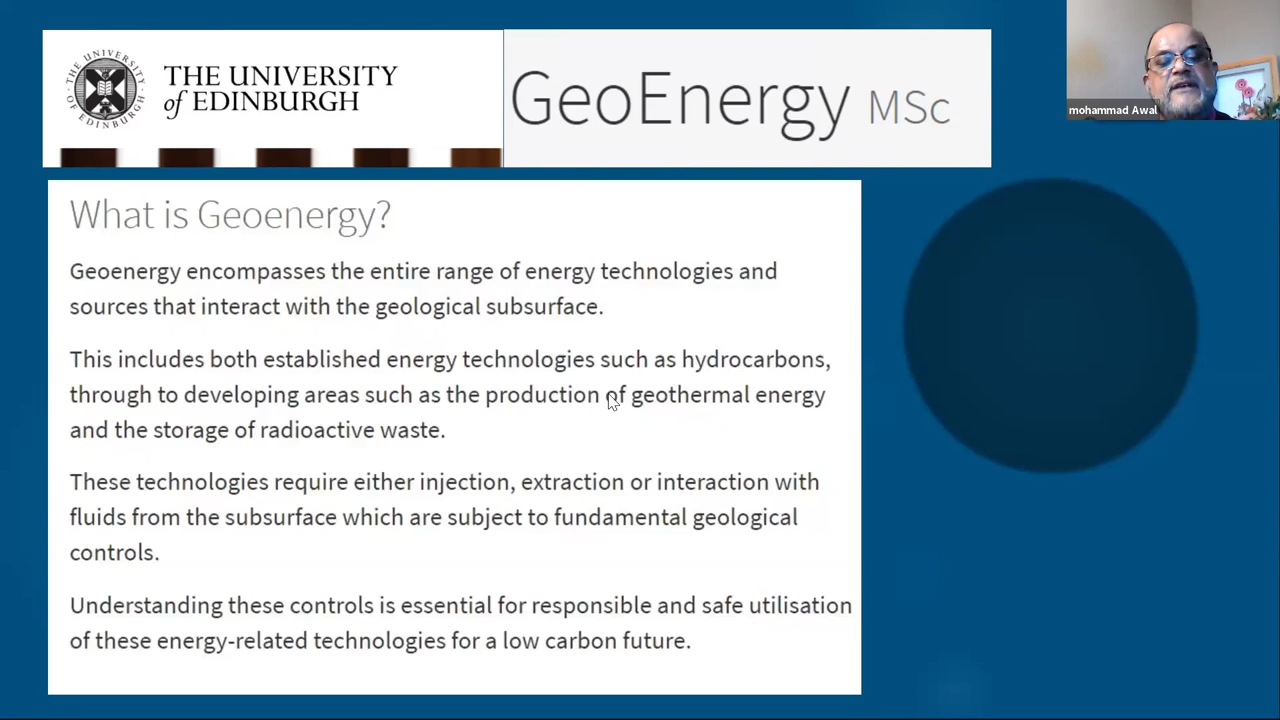 THE UNIVERSITY
of EDINBURGH
THE UNIVERSITY
of EDINBURGH
GeoEnergy MSc
mohammad Awal
What is Geoenergy?
Geoenergy encompasses the entire range of energy technologies and
sources that interact with the geological subsurface.
This includes both established energy technologies such as hydrocarbons,
through to developing areas such as the production of geothermal energy
and the storage of radioactive waste.
These technologies require either injection, extraction or interaction with
fluids from the subsurface which are subject to fundamental geological
controls.
Understanding these controls is essential for responsible and safe utilisation
of these energy-related technologies for a low carbon future.